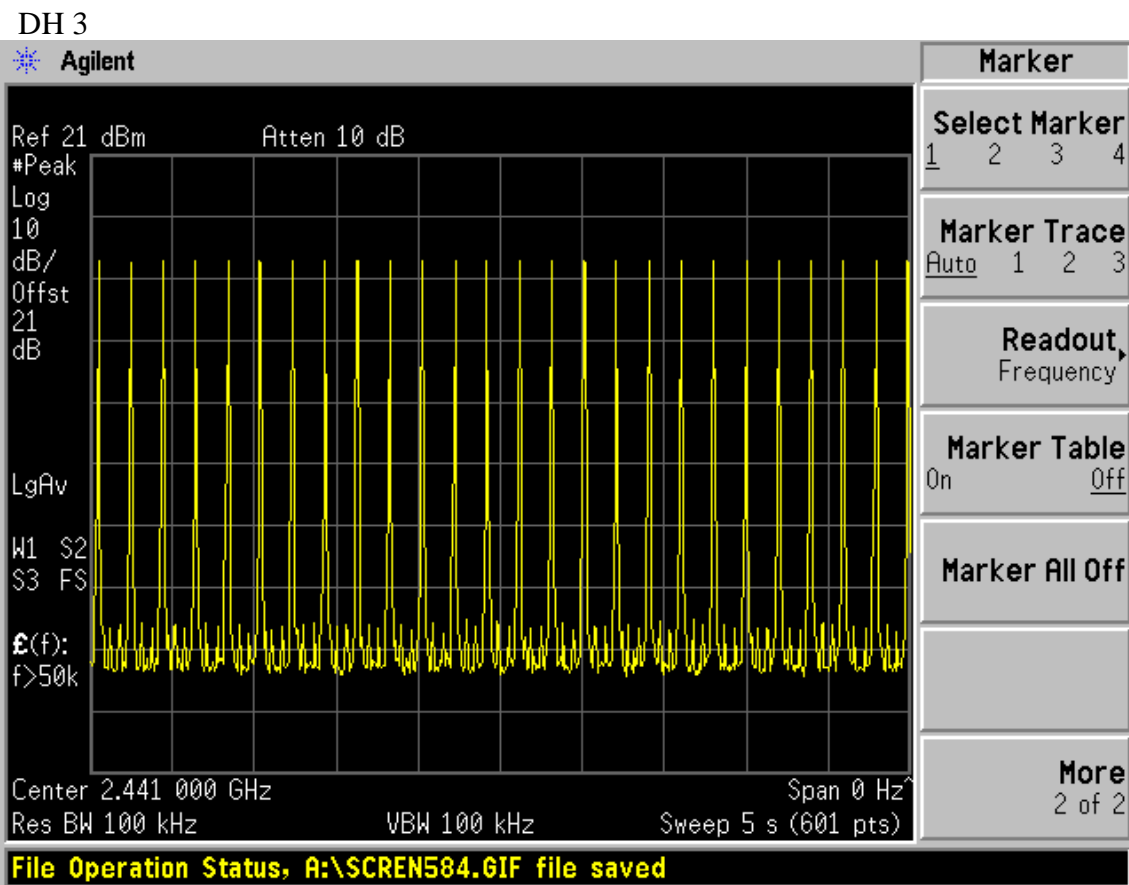 DH 3
Agilent
Marker
Ref 21 dBm Atten 10 dB
#Peak
Log
10
dB/
Offst
21
dB
LgAv
W1 S2
S3 FS
£(f):
f>50k
Center 2.441 000 GHz Span 0 Hz^
Res BW 100 kHz VBW 100 kHz Sweep 5 s (601 pts)
File Operation Status, A:\SCREN584.GIF file saved
Select Marker
1 2 3 4
Marker Trace
Auto 1 2 3
Readout
Frequency
Marker Table
On Off
Marker All Off
More
2 of 2